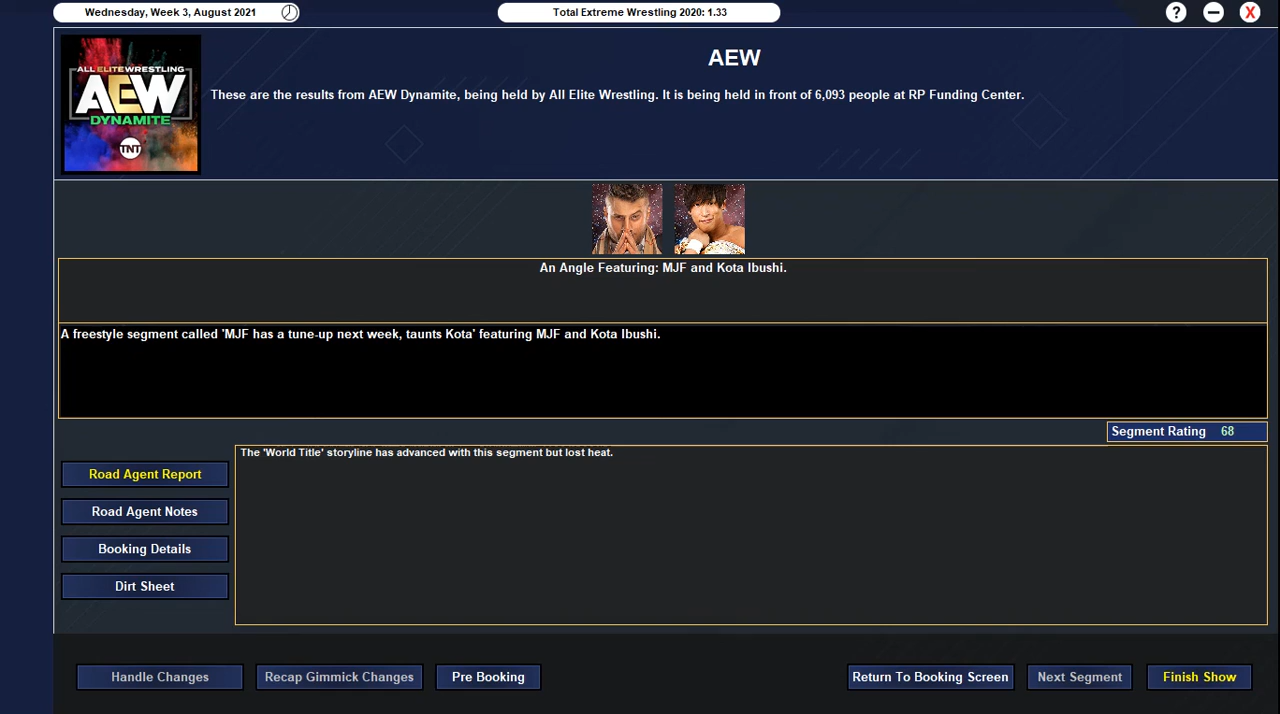 Wednesday, Week 3, August 2021
Total Extreme Wrestling 2020: 1.33
?
X
ALL ELITE WRESTLING
AEW
DYNAMITE
TNT
AEW
These are the results from AEW Dynamite, being held by All Elite Wrestling. It is being held in front of 6,093 people at RP Funding Center.
An Angle Featuring: MJF and Kota Ibushi.
A freestyle segment called 'MJF has a tune-up next week, taunts Kota' featuring MJF and Kota Ibushi.
Segment Rating 68
The 'World Title' storyline has advanced with this segment but lost heat.
Road Agent Report
Road Agent Notes
Booking Details
Dirt Sheet
Handle Changes
Recap Gimmick Changes
Pre Booking
Return To Booking Screen
Next Segment
Finish Show